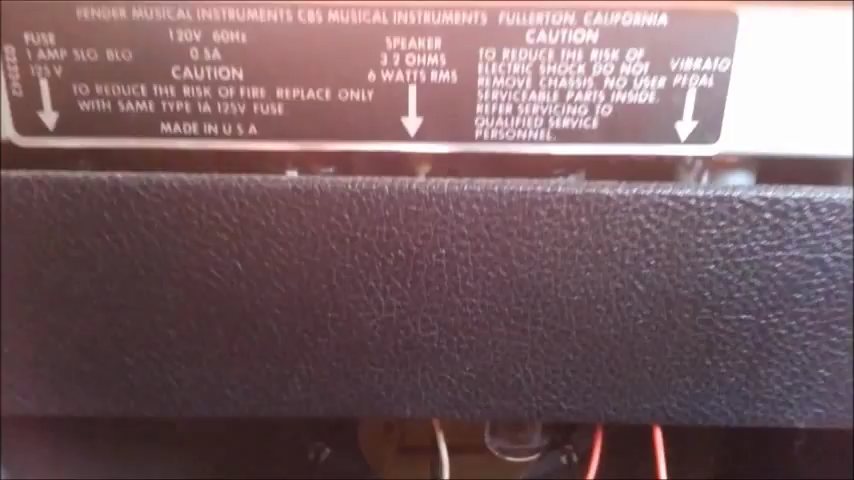 FENDER MUSICAL INSTRUMENTS CBS MUSICAL INSTRUMENTS FULLERTON, CALIFORNIA
FUSE
1 AMP SLO BLO
125 V
120V 60Hz
0.5A
CAUTION
TO REDUCE THE RISK OF FIRE, REPLACE ONLY
WITH SAME TYPE 1A 125V FUSE
MADE IN U S A
SPEAKER
3 2 OHMS
6 WATTS RMS
CAUTION
TO REDUCE THE RISK OF
ELECTRIC SHOCK DO NOT
REMOVE CHASSIS, NO USER
SERVICEABLE PARTS INSIDE.
REFER SERVICING TO
QUALIFIED SERVICE
PERSONNEL.
VIBRATO
PEDAL